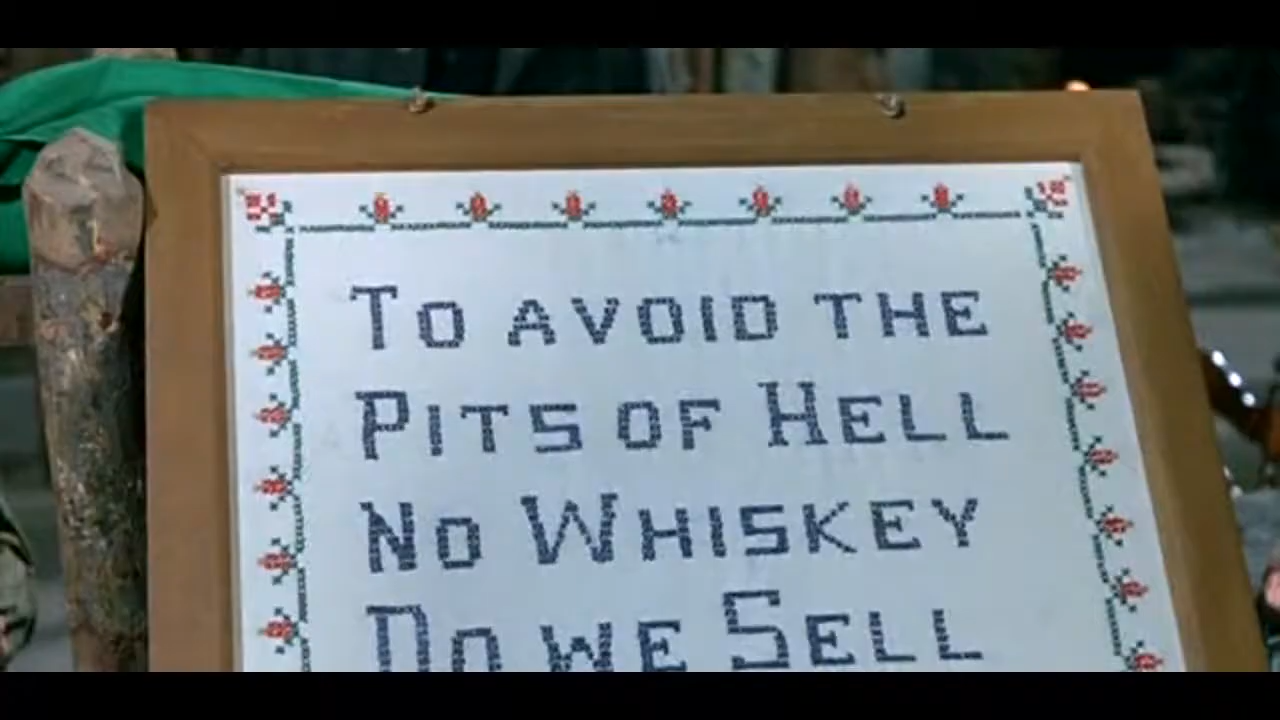 To AVOID THE
PITS OF HELL
No WHISKEY
Do WE SELL